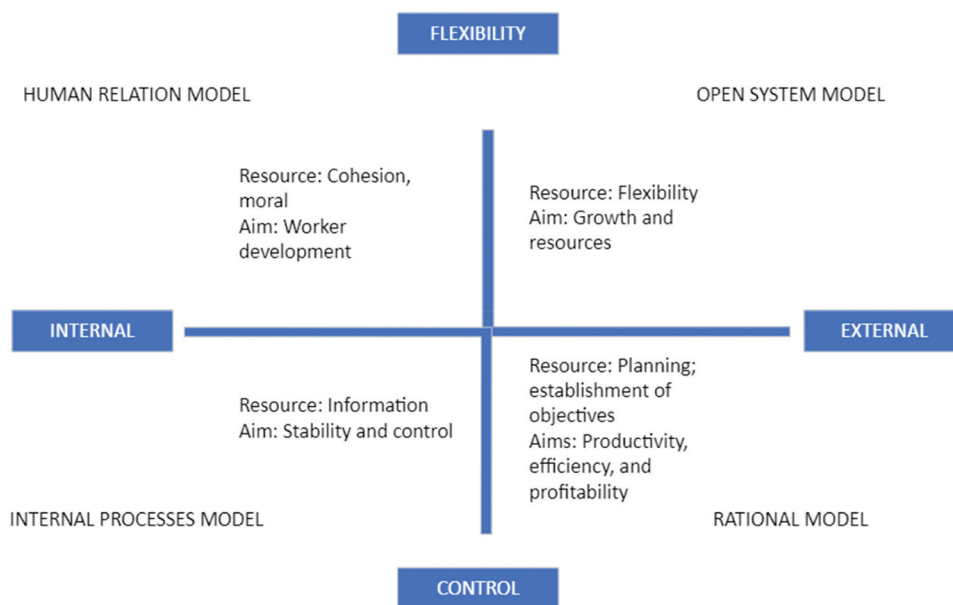 FLEXIBILITY
HUMAN RELATION MODEL
OPEN SYSTEM MODEL
Resource: Cohesion,
moral
Aim: Worker
development
Resource: Flexibility
Aim: Growth and
resources
INTERNAL
EXTERNAL
Resource: Information
Aim: Stability and control
Resource: Planning;
establishment of
objectives
Aims: Productivity,
efficiency, and
profitability
INTERNAL PROCESSES MODEL
RATIONAL MODEL
CONTROL